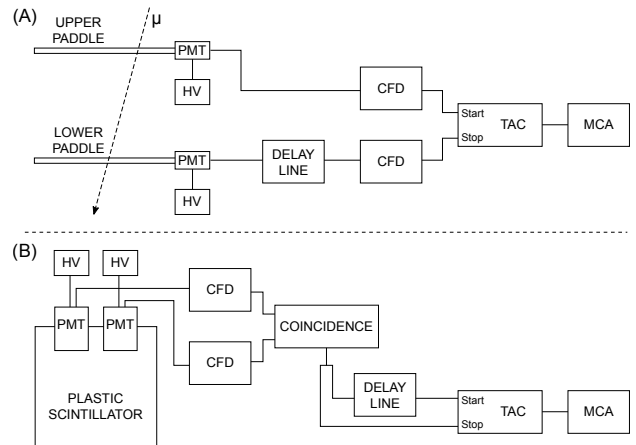 (A)
UPPER
PADDLE
μ
PMT
HV
CFD
LOWER
PADDLE
PMT
HV
DELAY
LINE
CFD
Start
Stop
TAC
MCA
(B)
HV
HV
PMT
PMT
PLASTIC
SCINTILLATOR
CFD
CFD
COINCIDENCE
DELAY
LINE
Start
Stop
TAC
MCA